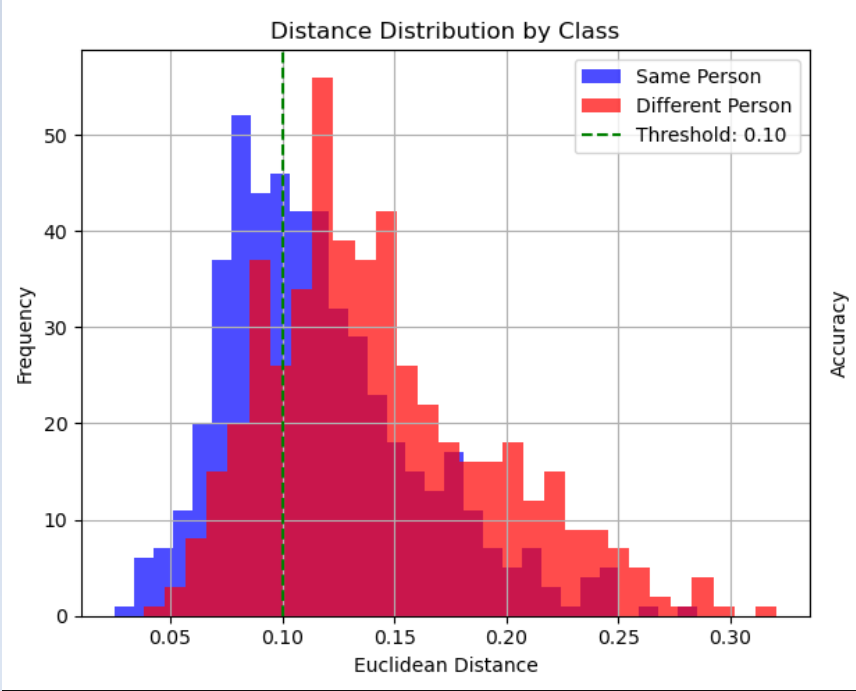 Distance Distribution by Class
Same Person
Different Person
Threshold: 0.10
Frequency
50
40
30
20
10
0
0.05 0.10 0.15 0.20 0.25 0.30
Euclidean Distance
Accuracy